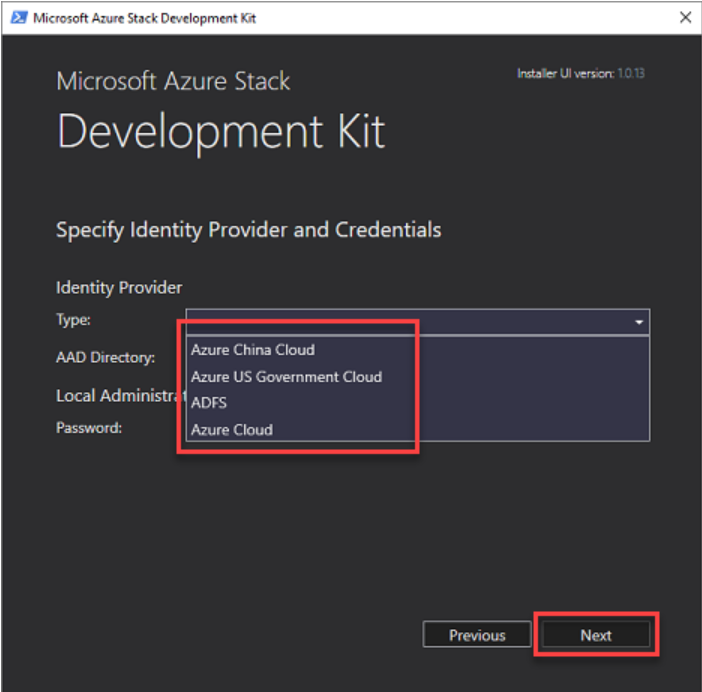 Microsoft Azure Stack Development Kit
Microsoft Azure Stack
Installer UI version: 1.0.13
Development Kit
Specify Identity Provider and Credentials
Identity Provider
Type:
Azure China Cloud
AAD Directory:
Azure US Government Cloud
Local Administrat
ADFS
Password:
Azure Cloud
Previous
Next